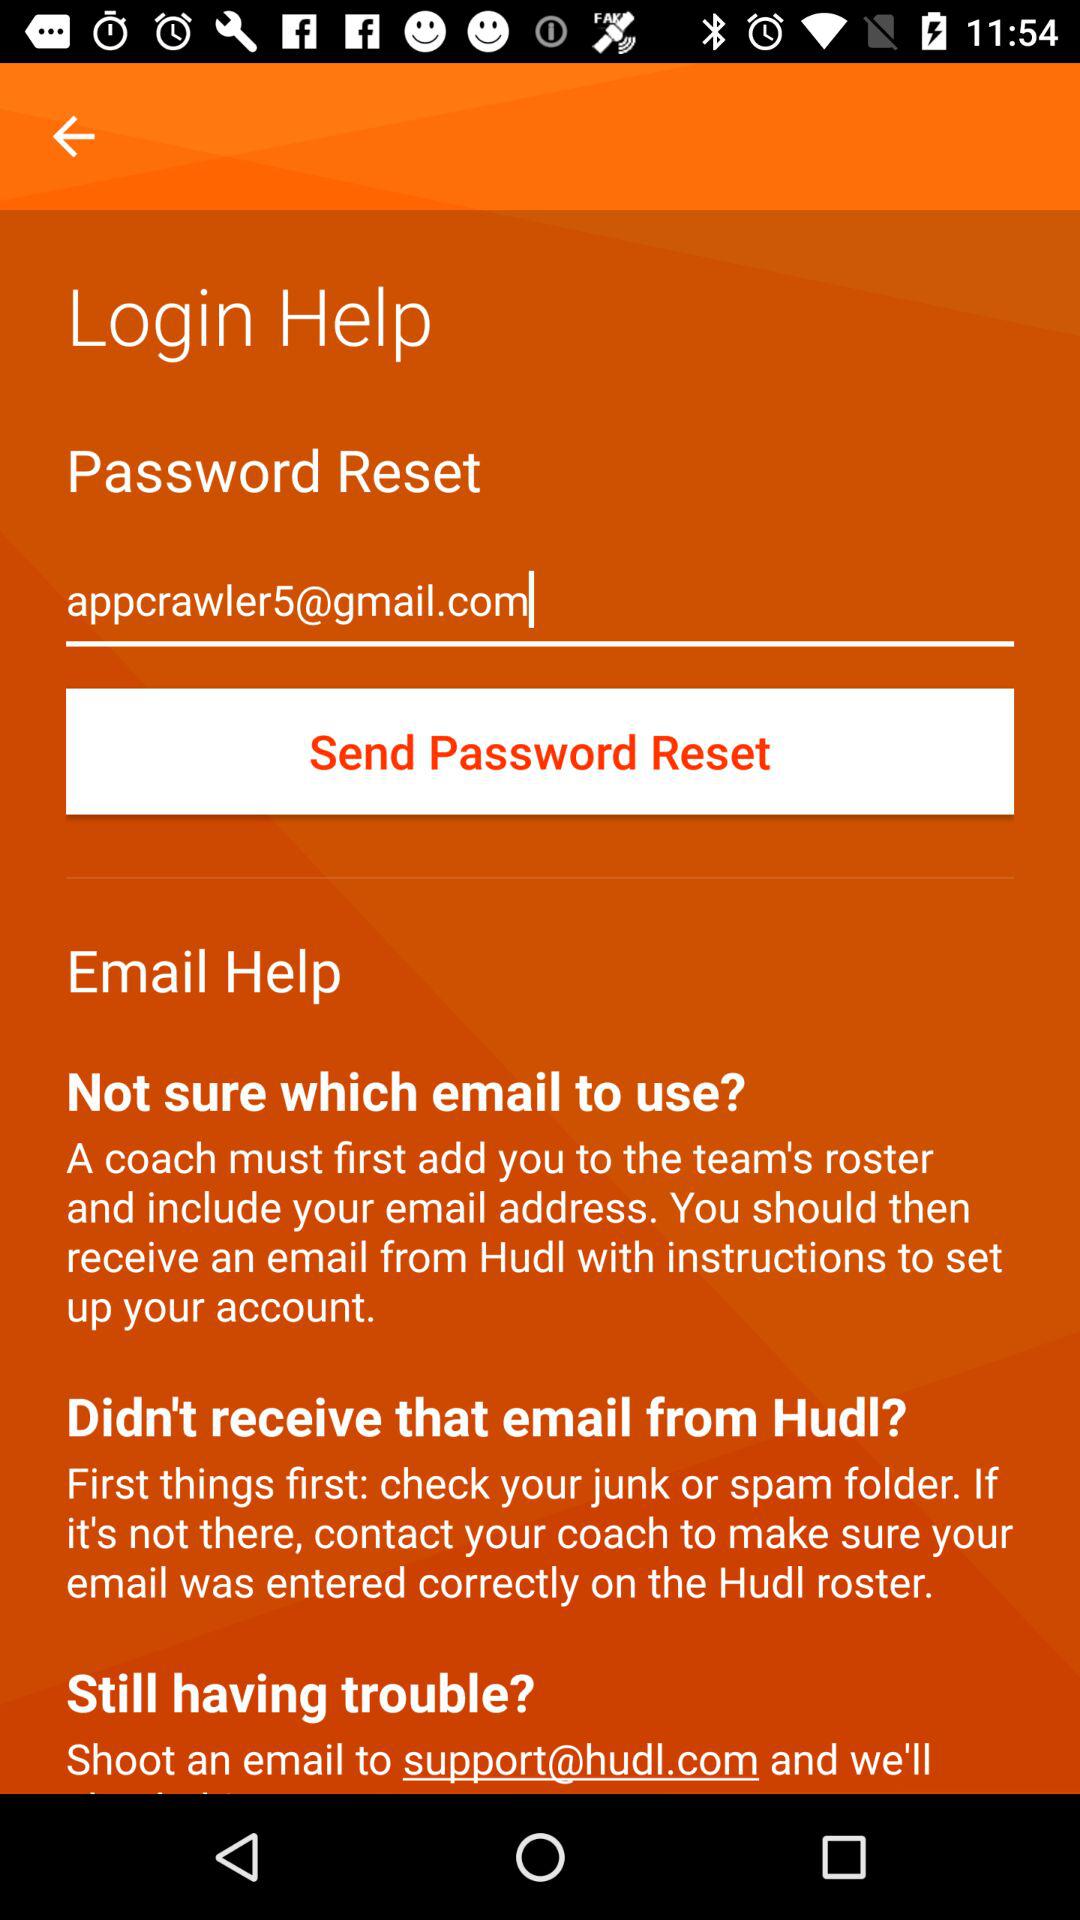 FAKE
11:54
Login Help
Password Reset
appcrawler5@gmail.com
Send Password Reset
Email Help
Not sure which email to use?
A coach must first add you to the team's roster
and include your email address. You should then
receive an email from Hudl with instructions to set
up your account.
Didn't receive that email from Hudl?
First things first: check your junk or spam folder. If
it's not there, contact your coach to make sure your
email was entered correctly on the Hudl roster.
Still having trouble?
Shoot an email to support@hudl.com and we'll